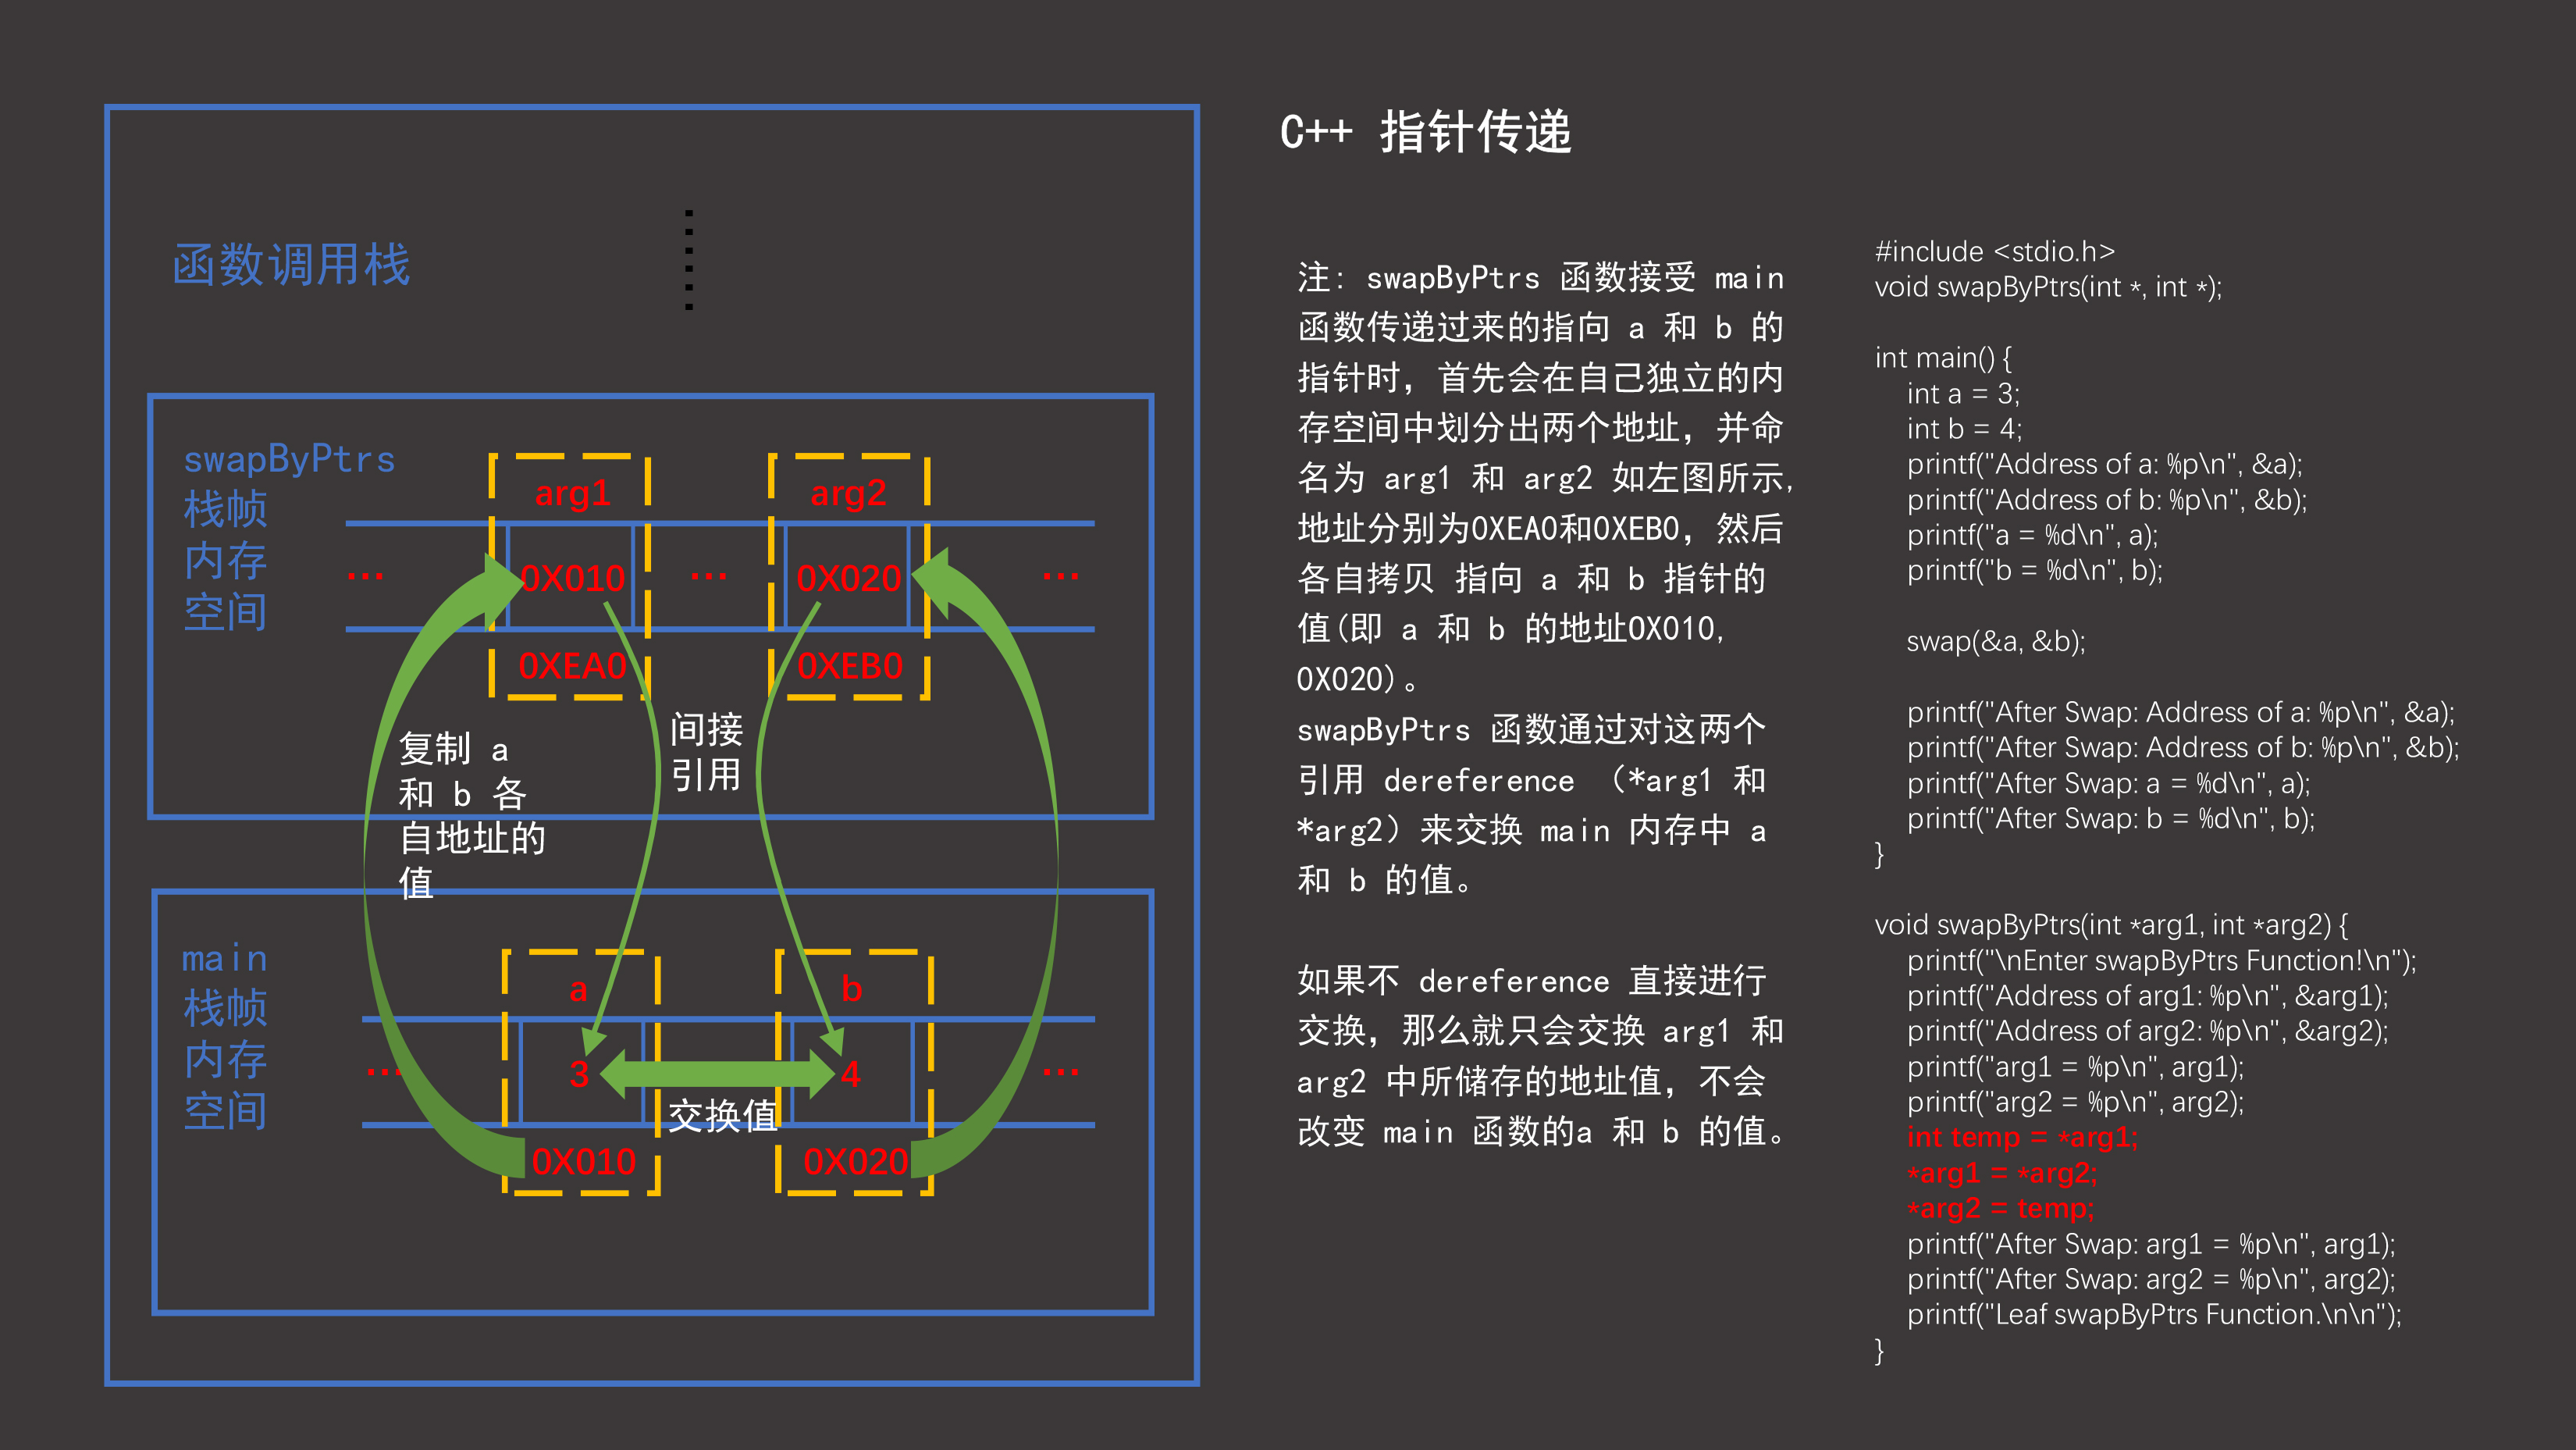 函数调用栈
swapByPtrs
栈帧
内存
空间
arg1
arg2
...
0X010
...
0X020
...
0XEA0
0XEB0
复制 a
和 b 各
自地址的
值
间接
引用
main
栈帧
内存
空间
a
b
...
3
4
...
交换值
0X010
0X020
C++ 指针传递
注: swapByPtrs 函数接受 main
函数传递过来的指向 a 和 b 的
指针时，首先会在自己独立的内
存空间中划分出两个地址，并命
名为 arg1 和 arg2 如左图所示,
地址分别为0XEA0和0XEB0，然后
各自拷贝 指向 a 和 b 指针的
值(即 a 和 b 的地址0X010,
0X020)。
swapByPtrs 函数通过对这两个
引用 dereference （*arg1 和
*arg2）来交换 main 内存中 a
和 b 的值。
如果不 dereference 直接进行
交换，那么就只会交换 arg1 和
arg2 中所储存的地址值，不会
改变 main 函数的a 和 b 的值。
#include <stdio.h>
void swapByPtrs(int *, int *);
int main() {
int a = 3;
int b = 4;
printf("Address of a: %p\n", &a);
printf("Address of b: %p\n", &b);
printf("a = %d\n", a);
printf("b = %d\n", b);
swap(&a, &b);
printf("After Swap: Address of a: %p\n", &a);
printf("After Swap: Address of b: %p\n", &b);
printf("After Swap: a = %d\n", a);
printf("After Swap: b = %d\n", b);
}
void swapByPtrs(int *arg1, int *arg2) {
printf("\nEnter swapByPtrs Function!\n");
printf("Address of arg1: %p\n", &arg1);
printf("Address of arg2: %p\n", &arg2);
printf("arg1 = %p\n", arg1);
printf("arg2 = %p\n", arg2);
int temp = *arg1;
*arg1 = *arg2;
*arg2 = temp;
printf("After Swap: arg1 = %p\n", arg1);
printf("After Swap: arg2 = %p\n", arg2);
printf("Leaf swapByPtrs Function.\n\n");
}